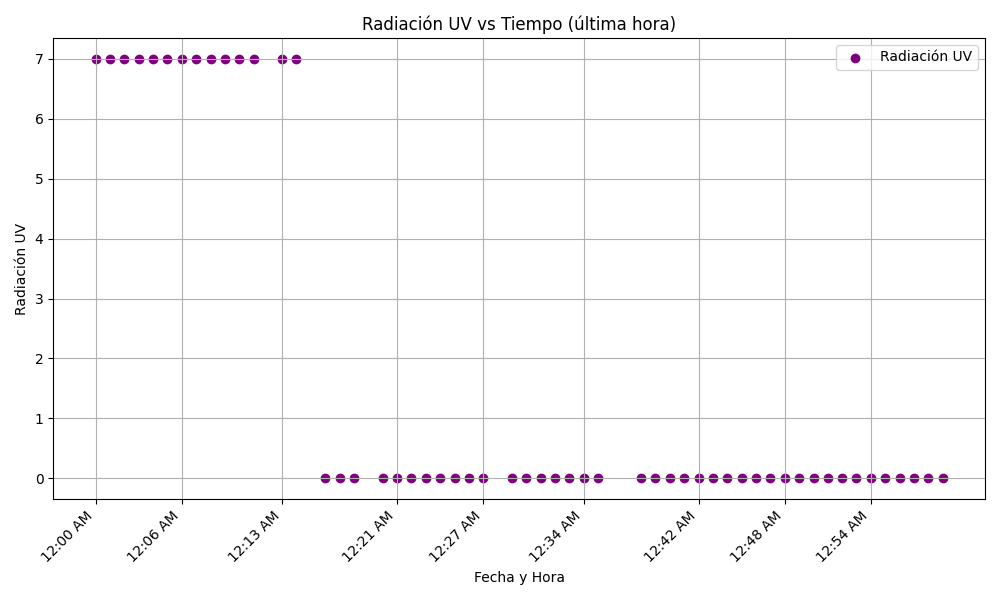 Radiación UV vs Tiempo (última hora)
Radiación UV
7
6
5
4
3
2
1
0
Radiación UV
12:00 AM
12:06 AM
12:13 AM
12:21 AM
12:27 AM
12:34 AM
12:42 AM
12:48 AM
12:54 AM
Fecha y Hora